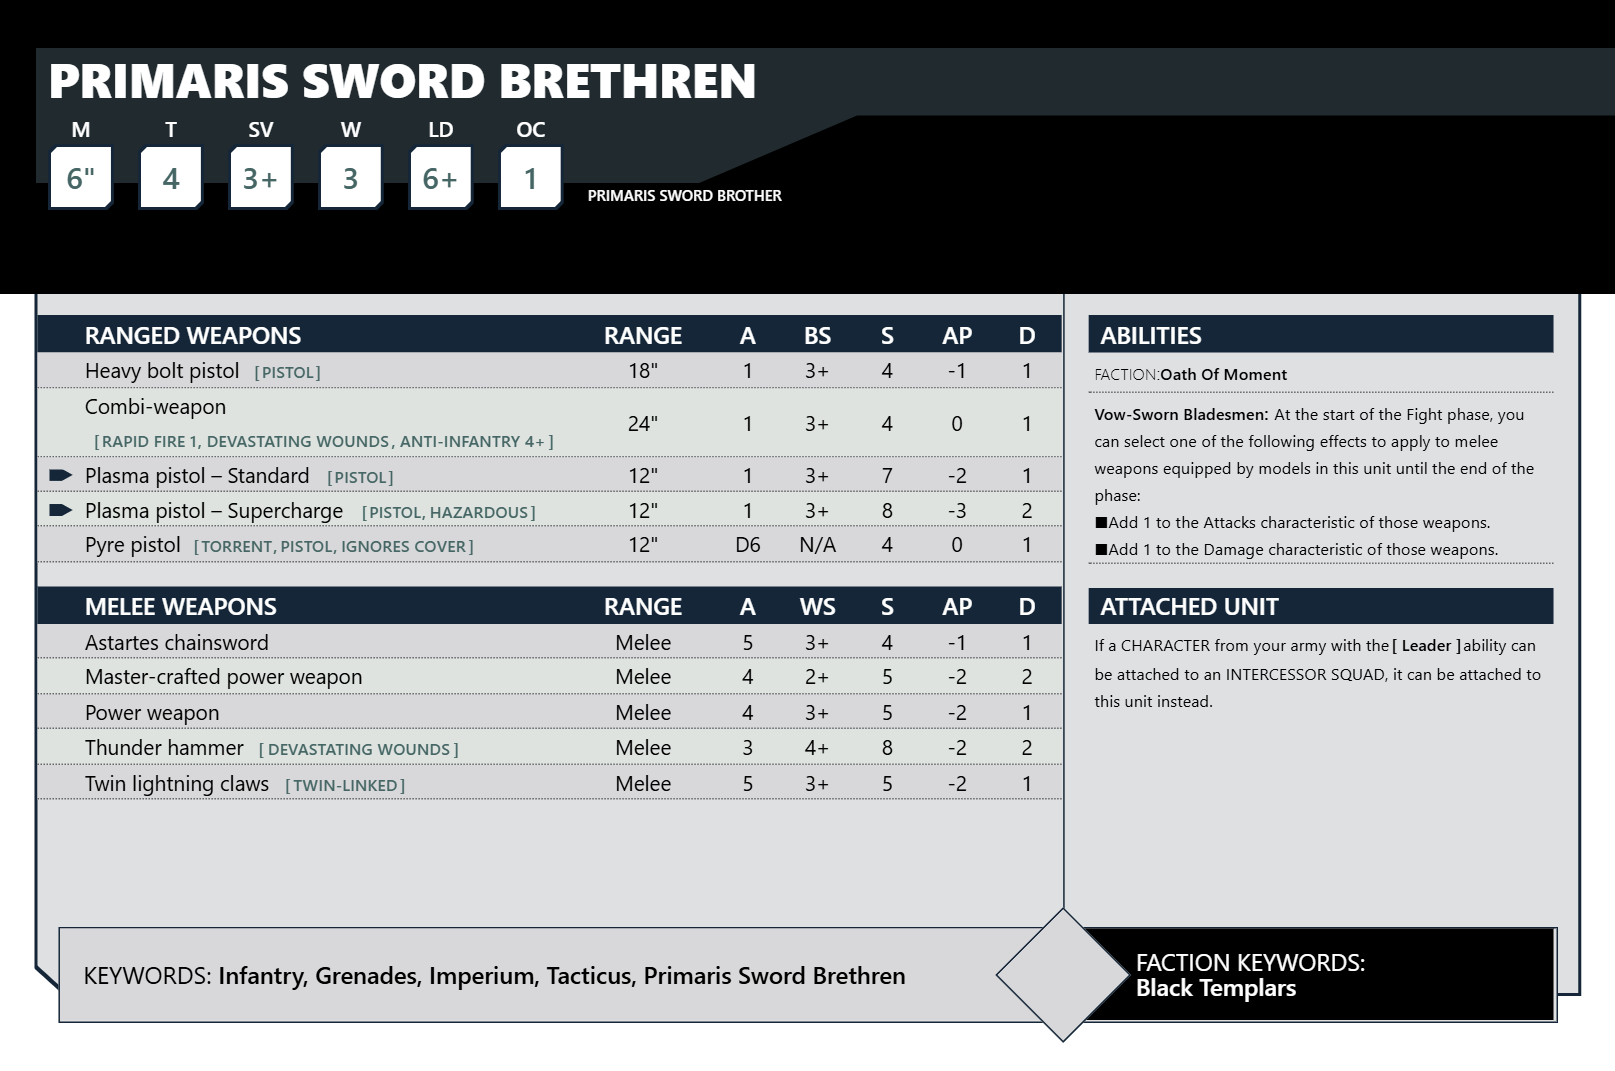 PRIMARIS SWORD BRETHREN
M T SV W LD OC
6" 4 3+ 3 6+ 1
PRIMARIS SWORD BROTHER
RANGED WEAPONS RANGE A BS S AP D
Heavy bolt pistol [PISTOL] 18" 1 3+ 4 -1 1
Combi-weapon
[RAPID FIRE 1, DEVASTATING WOUNDS, ANTI-INFANTRY 4+] 24" 1 3+ 4 0 1
Plasma pistol – Standard [PISTOL] 12" 1 3+ 7 -2 1
Plasma pistol – Supercharge [PISTOL, HAZARDOUS] 12" 1 3+ 8 -3 2
Pyre pistol [TORRENT, PISTOL, IGNORES COVER] 12" D6 N/A 4 0 1
MELEE WEAPONS RANGE A WS S AP D
Astartes chainsword Melee 5 3+ 4 -1 1
Master-crafted power weapon Melee 4 2+ 5 -2 2
Power weapon Melee 4 3+ 5 -2 1
Thunder hammer [DEVASTATING WOUNDS] Melee 3 4+ 8 -2 2
Twin lightning claws [TWIN-LINKED] Melee 5 3+ 5 -2 1
ABILITIES
FACTION:Oath Of Moment
Vow-Sworn Bladesmen: At the start of the Fight phase, you
can select one of the following effects to apply to melee
weapons equipped by models in this unit until the end of the
phase:
■Add 1 to the Attacks characteristic of those weapons.
■Add 1 to the Damage characteristic of those weapons.
ATTACHED UNIT
If a CHARACTER from your army with the [ Leader ] ability can
be attached to an INTERCESSOR SQUAD, it can be attached to
this unit instead.
KEYWORDS: Infantry, Grenades, Imperium, Tacticus, Primaris Sword Brethren
FACTION KEYWORDS:
Black Templars